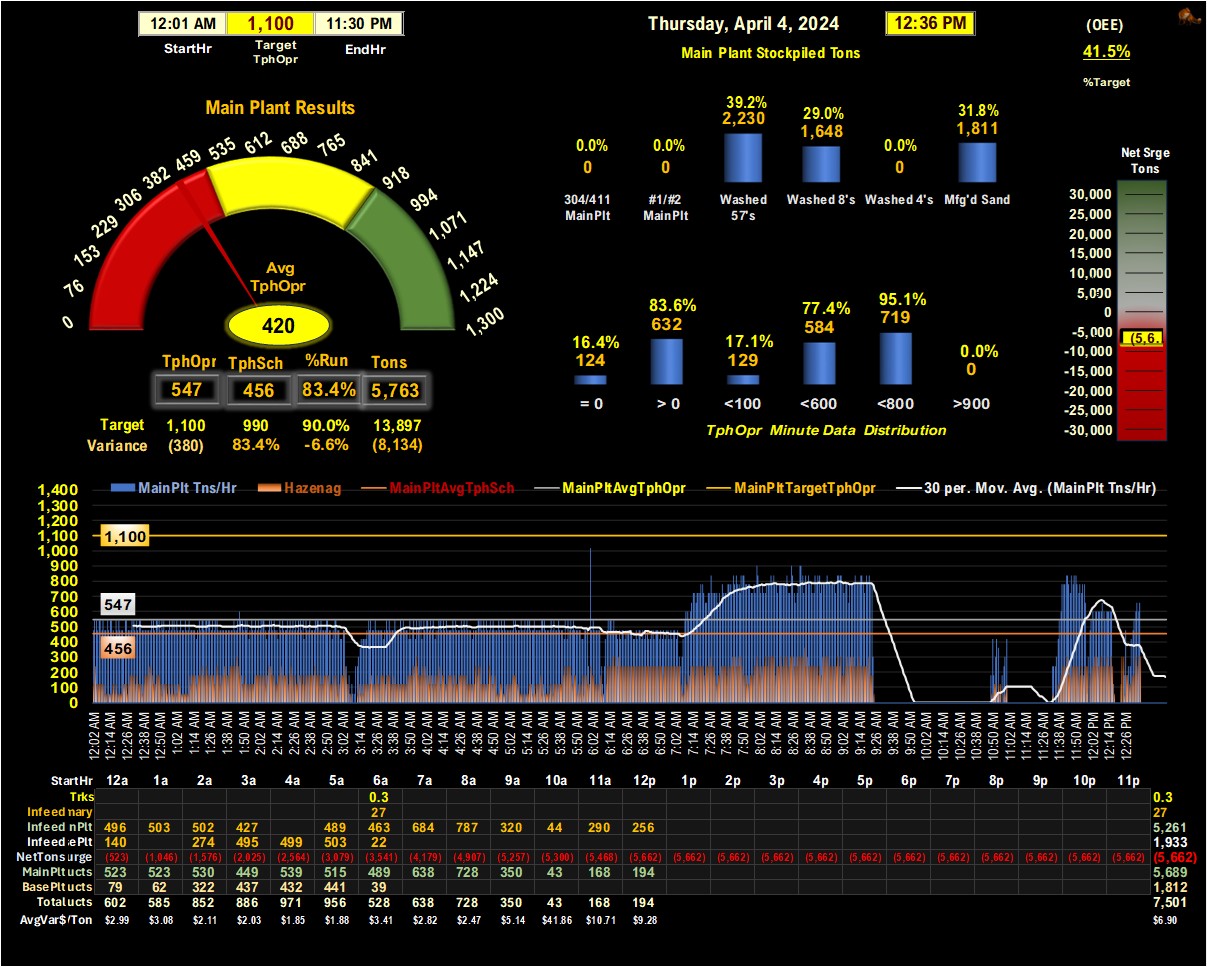 12:01 AM 1,100 11:30 PM
StartHr Target TphOpr EndHr
Thursday, April 4, 2024 12:36 PM
Main Plant Stockpiled Tons
(OEE)
41.5%
%Target
Main Plant Results
0 76 153 229 306 382 459 535 612 688 765 841 918 994 1,071 1,147 1,224 1,300
Avg
TphOpr
420
TphOpr TphSch %Run Tons
547 456 83.4% 5,763
Target 1,100 990 90.0% 13,897
Variance (380) 83.4% -6.6% (8,134)
0.0% 0.0% 39.2% 29.0% 0.0% 31.8%
0 0 2,230 1,648 0 1,811
304/411 MainPlt #1/#2 MainPlt Washed 57's Washed 8's Washed 4's Mfg'd Sand
16.4% 83.6% 17.1% 77.4% 95.1% 0.0%
124 632 129 584 719 0
= 0 > 0 <100 <600 <800 >900
TphOpr Minute Data Distribution
Net Srge
Tons
30,000
25,000
20,000
15,000
10,000
5,000
0
-5,000
(5,6
-10,000
-15,000
-20,000
-25,000
-30,000
MainPlt Tns/Hr Hazenag MainPltAvgTphSch MainPltAvgTphOpr MainPltTargetTphOpr 30 per. Mov. Avg. (MainPlt Tns/Hr)
1,400
1,300
1,200
1,100
1,000
900
800
700
600
500
400
300
200
100
0
1,100
547
456
12:02 AM 12:14 AM 12:26 AM 12:38 AM 12:50 AM 1:02 AM 1:14 AM 1:26 AM 1:38 AM 1:50 AM 2:02 AM 2:14 AM 2:26 AM 2:38 AM 2:50 AM 3:02 AM 3:14 AM 3:26 AM 3:38 AM 3:50 AM 4:02 AM 4:14 AM 4:26 AM 4:38 AM 4:50 AM 5:02 AM 5:14 AM 5:26 AM 5:38 AM 5:50 AM 6:02 AM 6:14 AM 6:26 AM 6:38 AM 6:50 AM 7:02 AM 7:14 AM 7:26 AM 7:38 AM 7:50 AM 8:02 AM 8:14 AM 8:26 AM 8:38 AM 8:50 AM 9:02 AM 9:14 AM 9:26 AM 9:38 AM 9:50 AM 10:02 AM 10:14 AM 10:26 AM 10:38 AM 10:50 AM 11:02 AM 11:14 AM 11:26 AM 11:38 AM 11:50 AM 12:02 PM 12:14 PM 12:26 PM
StartHr 12a 1a 2a 3a 4a 5a 6a 7a 8a 9a 10a 11a 12p 1p 2p 3p 4p 5p 6p 7p 8p 9p 10p 11p
Trks 0.3 0.3
Infeed mary 27 27
Infeed nPlt 496 503 502 427 489 463 684 787 320 44 290 256 5,261
Infeed ePlt 140 274 495 499 503 22 1,933
NetTonsurge (523) (1,046) (1,576) (2,025) (2,564) (3,079) (3,541) (4,179) (4,907) (5,257) (5,300) (5,468) (5,662) (5,662) (5,662) (5,662) (5,662) (5,662) (5,662) (5,662) (5,662) (5,662) (5,662) (5,662) (5,662)
MainPlt ucts 523 523 530 449 539 515 489 638 728 350 43 168 194 5,689
BasePlt ucts 79 62 322 437 432 441 39 1,812
Totalucts 602 585 852 886 971 956 528 638 728 350 43 168 194 7,501
AvgVar$/Ton $2.99 $3.08 $2.11 $2.03 $1.85 $1.88 $3.41 $2.82 $2.47 $5.14 $41.86 $10.71 $9.28 $6.90